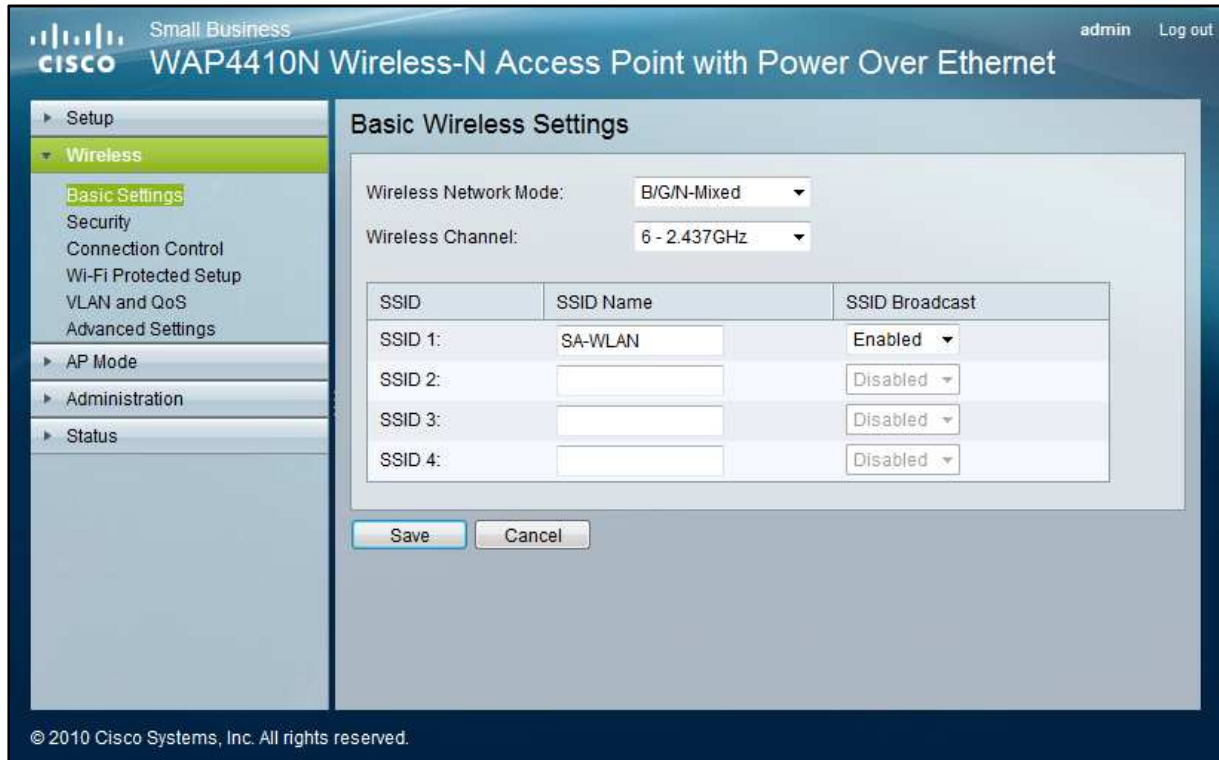 Small Business
admin Log out
CISCO WAP4410N Wireless-N Access Point with Power Over Ethernet
Setup
Wireless
Basic Settings
Security
Connection Control
Wi-Fi Protected Setup
VLAN and QoS
Advanced Settings
AP Mode
Administration
Status
Basic Wireless Settings
Wireless Network Mode: B/G/N-Mixed
Wireless Channel: 6 - 2.437GHz
SSID SSID Name SSID Broadcast
SSID 1: SA-WLAN Enabled
SSID 2: Disabled
SSID 3: Disabled
SSID 4: Disabled
Save Cancel
© 2010 Cisco Systems, Inc. All rights reserved.